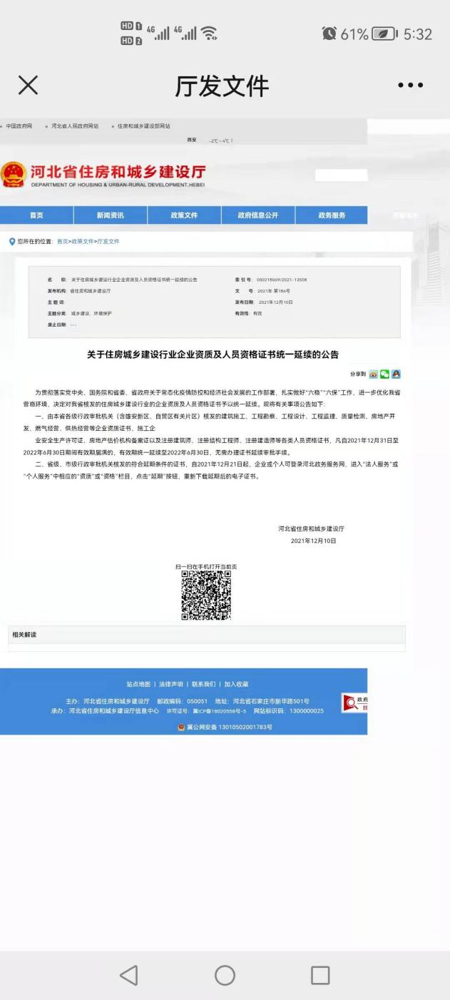 HD 1 4G 4G 61% 5:32
HD 2
厅发文件
中国政府网 河北省人民政府网站 住房和城乡建设部网站
西安 -2℃~4℃
河北省住房和城乡建设厅
DEPARTMENT OF HOUSING & URBAN-RURAL DEVELOPMENT.HEBEI
首页 新闻资讯 政策文件 政府信息公开 政务服务
您所在的位置：首页>政策文件>厅发文件
名 称：关于住房城乡建设行业企业资质及人员资格证书统一延续的公告 索引号：000218069/2021-13508
发布机构：省住房和城乡建设厅 文 号：2021年 第186号
主题词： 发布日期：2021年12月10日
主题分类：城乡建设、环境保护 有效性：有效
废止日期：---
关于住房城乡建设行业企业资质及人员资格证书统一延续的公告
分享到
为贯彻落实党中央、国务院和省委、省政府关于常态化疫情防控和经济社会发展的工作部署，扎实做好“六稳”“六保”工作，进一步优化我省
营商环境，决定对我省核发的住房城乡建设行业的企业资质及人员资格证书予以统一延续。现将有关事项公告如下：
一、由本省各级行政审批机关（含雄安新区、自贸区有关片区）核发的建筑施工、工程勘察、工程设计、工程监理、质量检测、房地产开
发、燃气经营、供热经营等企业资质证书、施工企
业安全生产许可证、房地产估价机构备案证以及注册建筑师、注册结构工程师、注册建造师等各类人员资格证书，凡自2021年12月31日至
2022年6月30日期间有效期届满的，有效期统一延续至2022年6月30日，无需办理证书延续审批手续。
二、省级、市级行政审批机关核发的符合延期条件的证书，自2021年12月21日起，企业或个人可登录河北政务服务网，进入“法人服务”或
“个人服务”中相应的“资质”或“资格”栏目，点击“延期”按钮，重新下载延期后的电子证书。
河北省住房和城乡建设厅
2021年12月10日
扫一扫在手机打开当前页
相关解读
站点地图 | 法律声明 | 联系我们 | 加入收藏
主办：河北省住房和城乡建设厅 邮政编码：050051 地址：河北省石家庄市新华路501号
承办：河北省住房和城乡建设厅信息中心 许可证号：冀ICP备18020558号-5 网站标识码：1300000025
政府
找
冀公网安备 13010502001783号